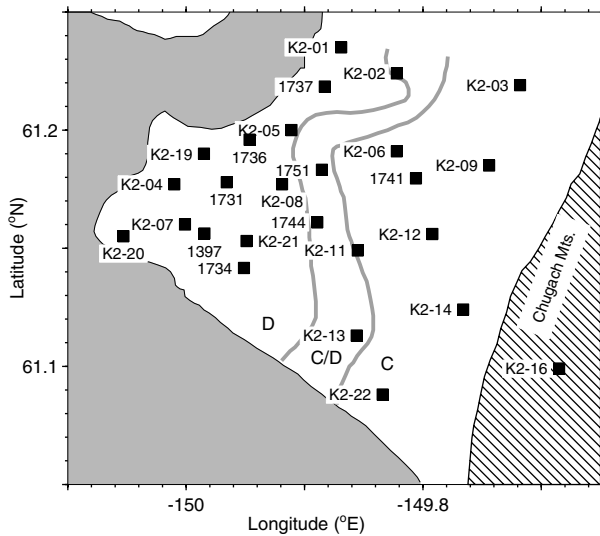 K2-01
K2-02
1737
K2-03
61.2
K2-05
1736
K2-19
K2-06
1751
K2-09
1741
K2-04
1731
K2-08
K2-07
1744
K2-12
K2-20
1397
K2-21
K2-11
1734
Chugach Mts.
K2-14
D
K2-13
C/D
C
61.1
K2-16
K2-22
Latitude (°N)
-150
-149.8
Longitude (°E)